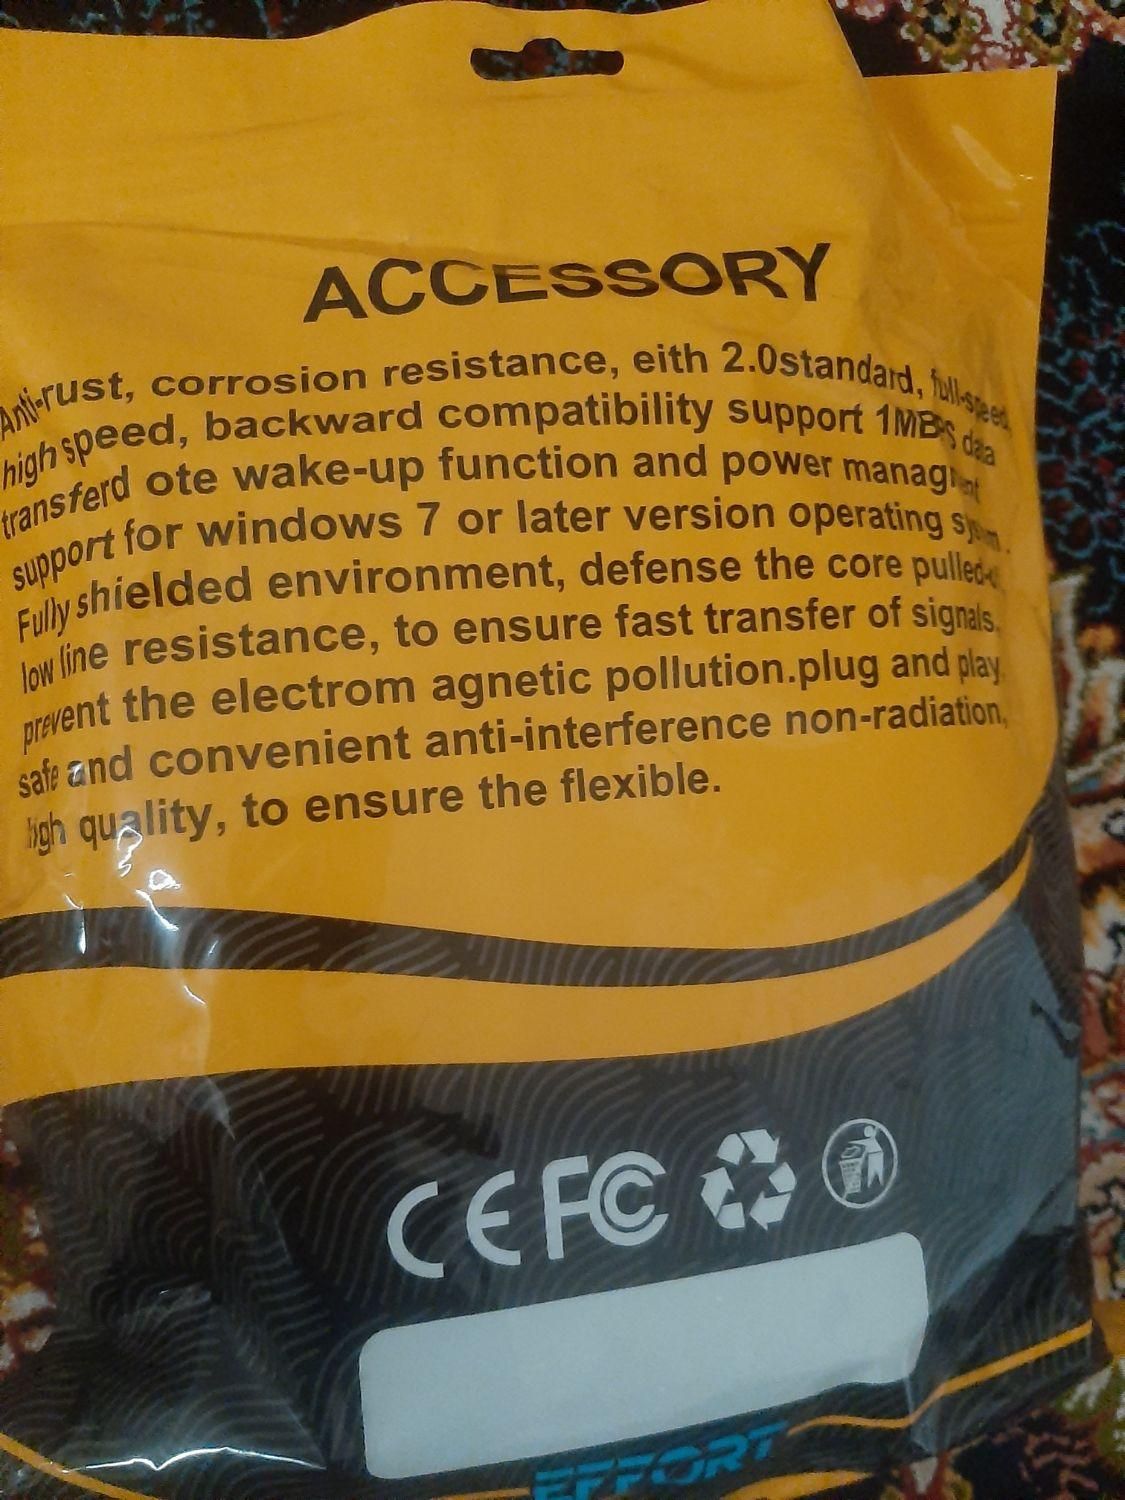 ACCESSORY
Anti-rust, corrosion resistance, eith 2.0standard, full-speed,
high speed, backward compatibility support 1MBPS data
transferd ote wake-up function and power
support for windows 7 or later version operating
Fully shielded environment, defense the core
low line resistance, to ensure fast transfer of signals,
prevent the electrom agnetic pollution.plug and play,
safe and convenient anti-interference non-radiation,
high quality, to ensure the flexible.
CE FC
EFFORT